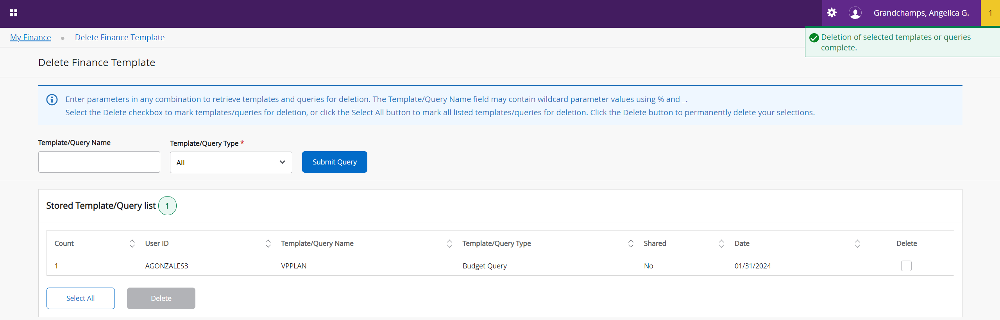 Grandchamps, Angelica G.
1
My Finance
Delete Finance Template
Deletion of selected templates or queries
complete.
Delete Finance Template
Enter parameters in any combination to retrieve templates and queries for deletion. The Template/Query Name field may contain wildcard parameter values using % and _.
Select the Delete checkbox to mark templates/queries for deletion, or click the Select All button to mark all listed templates/queries for deletion. Click the Delete button to permanently delete your selections.
Template/Query Name
Template/Query Type *
All
Submit Query
Stored Template/Query list 1
Count User ID Template/Query Name Template/Query Type Shared Date Delete
1 AGONZALES3 VPPLAN Budget Query No 01/31/2024
Select All
Delete